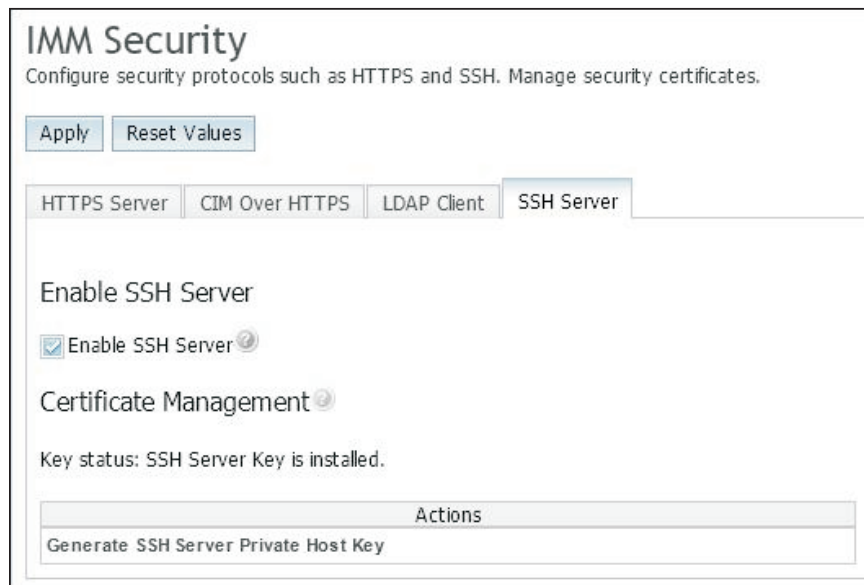 IMM Security
Configure security protocols such as HTTPS and SSH. Manage security certificates.
Apply Reset Values
HTTPS Server CIM Over HTTPS LDAP Client SSH Server
Enable SSH Server
Enable SSH Server ?
Certificate Management ?
Key status: SSH Server Key is installed.
Actions
Generate SSH Server Private Host Key